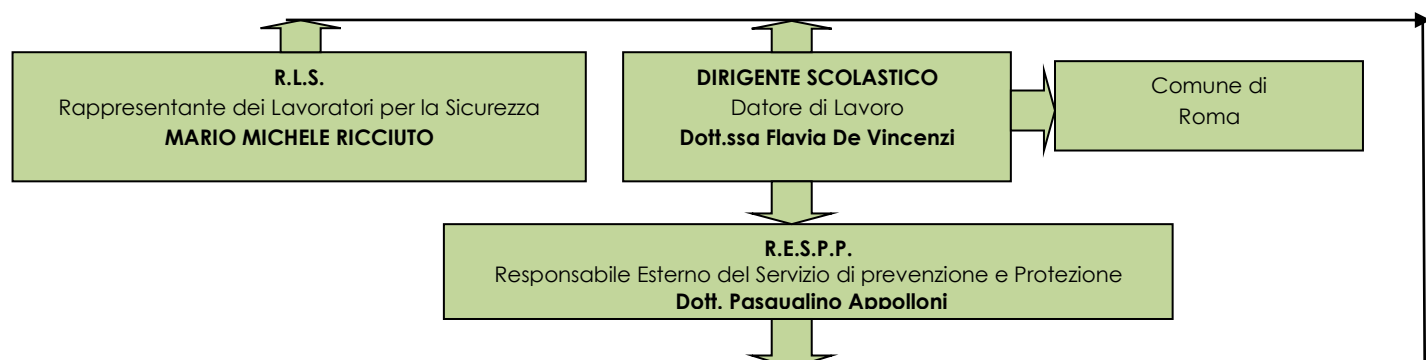 R.L.S.
Rappresentante dei Lavoratori per la Sicurezza
MARIO MICHELE RICCIUTO
DIRIGENTE SCOLASTICO
Datore di Lavoro
Dott.ssa Flavia De Vincenzi
Comune di
Roma
R.E.S.P.P.
Responsabile Esterno del Servizio di prevenzione e Protezione
Dott. Pasqualino Appolloni